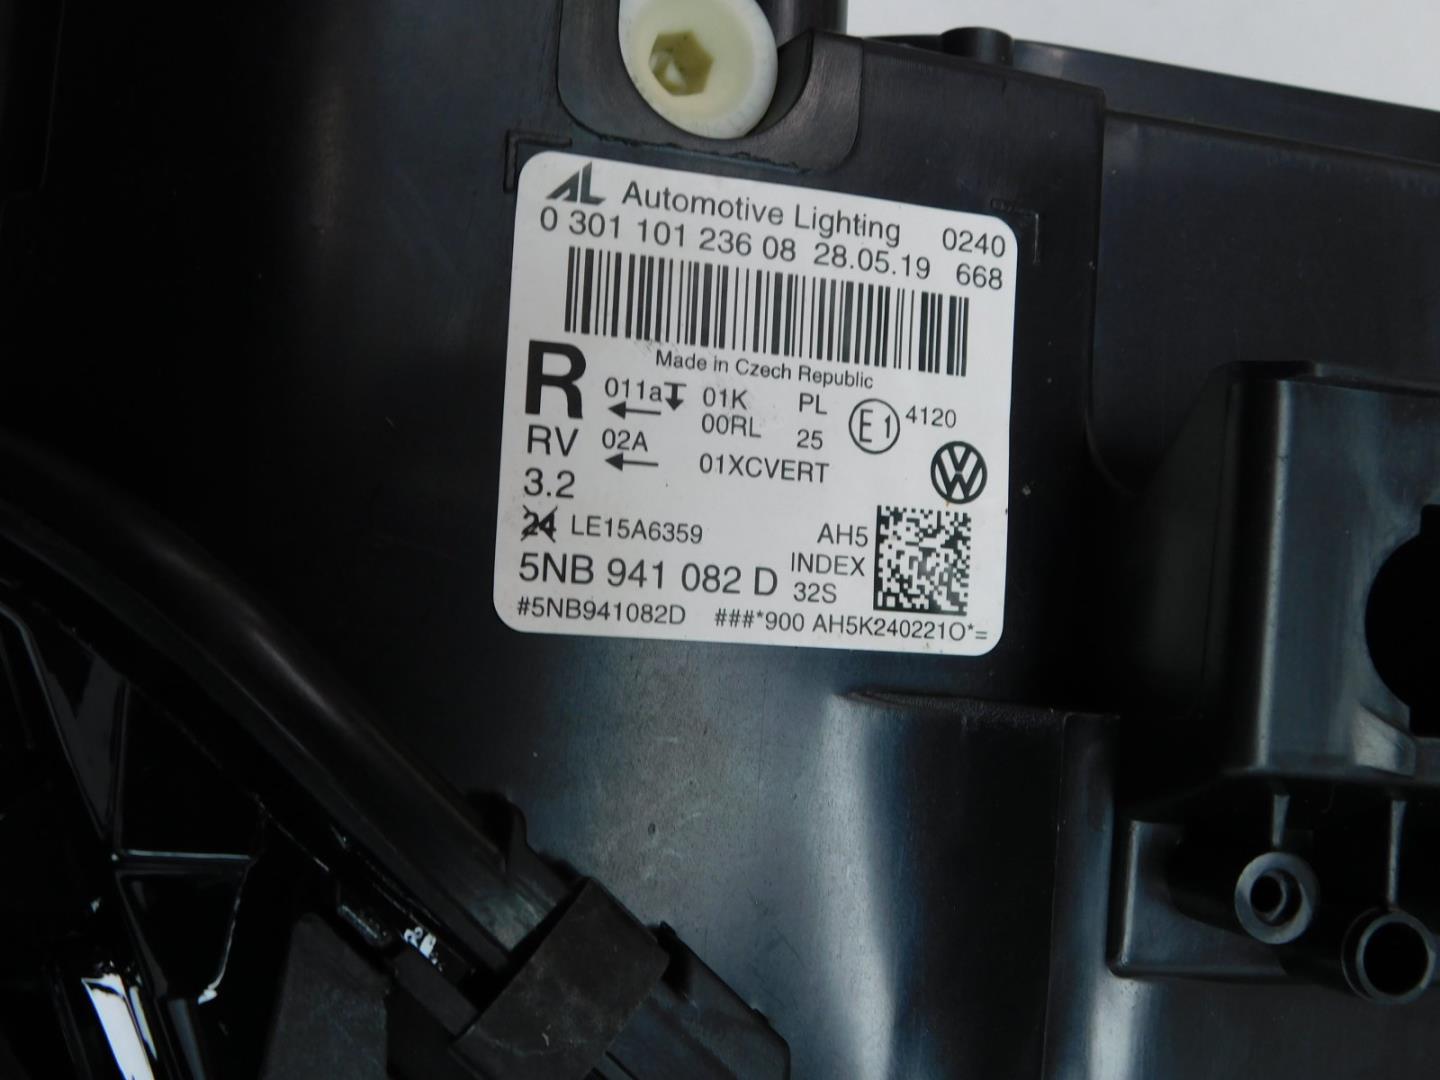 AL Automotive Lighting 0240
0 301 101 236 08 28.05.19 668
Made in Czech Republic
R 011a 01K PL E1 4120
00RL 25
RV 02A 01XCVERT
3.2
24 LE15A6359 AH5
5NB 941 082 D INDEX
32S
#5NB941082D ###*900 AH5K240221O*=